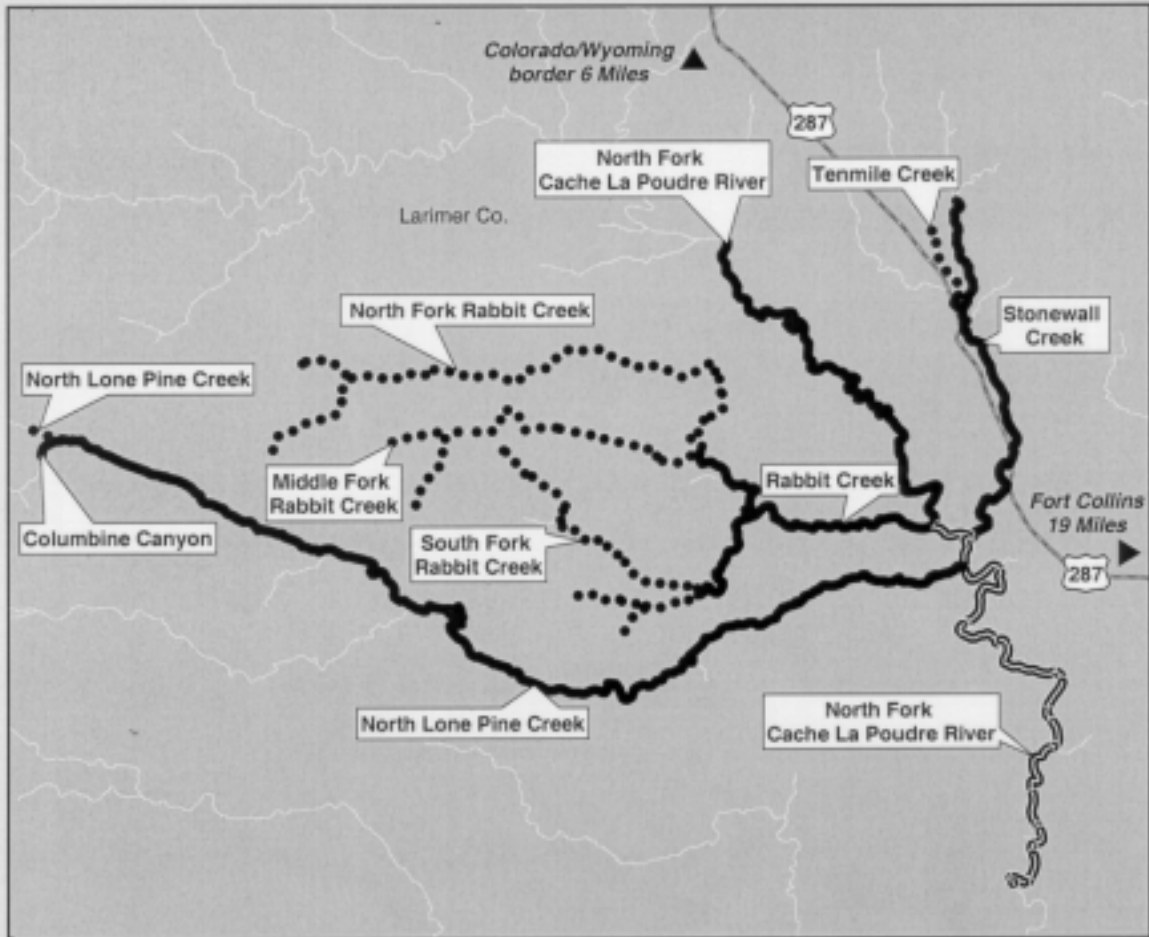 Colorado/Wyoming
border 6 Miles
287
North Fork
Cache La Poudre River
Tenmile Creek
Larimer Co.
North Fork Rabbit Creek
Stonewall
Creek
North Lone Pine Creek
Middle Fork
Rabbit Creek
Rabbit Creek
Fort Collins
19 Miles
Columbine Canyon
South Fork
Rabbit Creek
287
North Lone Pine Creek
North Fork
Cache La Poudre River